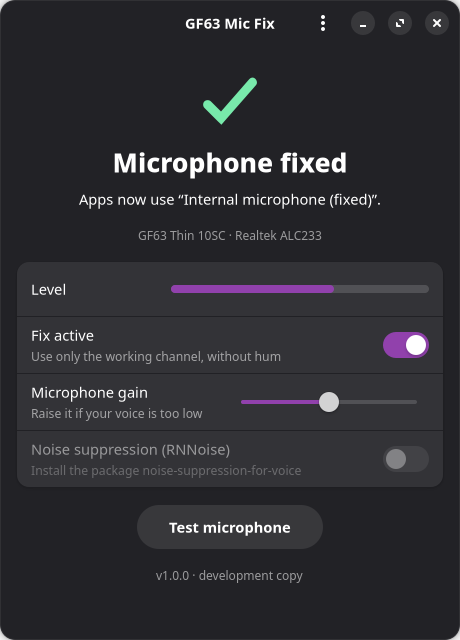 GF63 Mic Fix
Microphone fixed
Apps now use “Internal microphone (fixed)”.
GF63 Thin 10SC · Realtek ALC233
Level
Fix active
Use only the working channel, without hum
Microphone gain
Raise it if your voice is too low
Noise suppression (RNNoise)
Install the package noise-suppression-for-voice
Test microphone
v1.0.0 · development copy